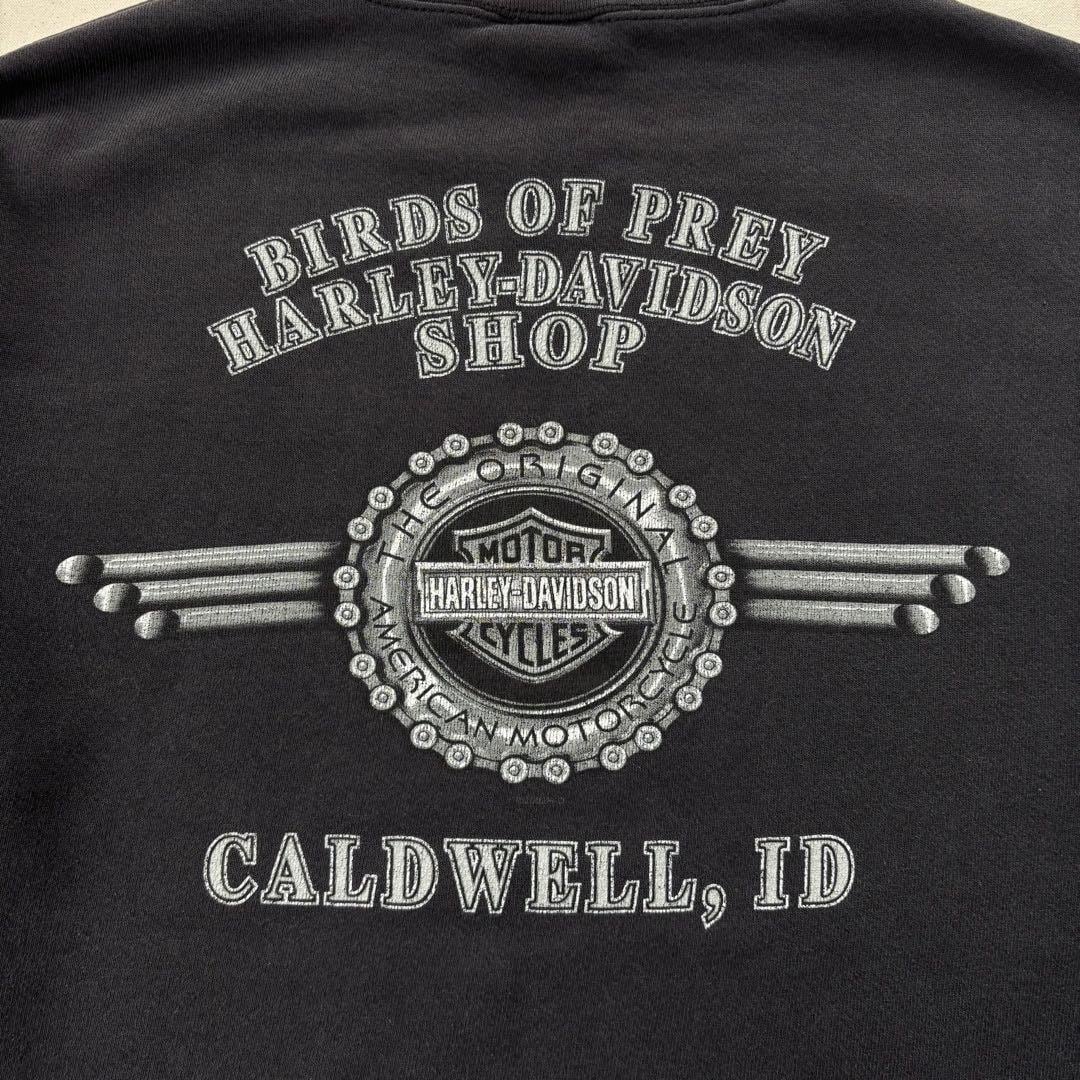 BIRDS OF PREY
HARLEY-DAVIDSON
SHOP
THE ORIGINAL
MOTOR
HARLEY-DAVIDSON
CYCLES
AMERICAN MOTORCYCLE
CALDWELL, ID